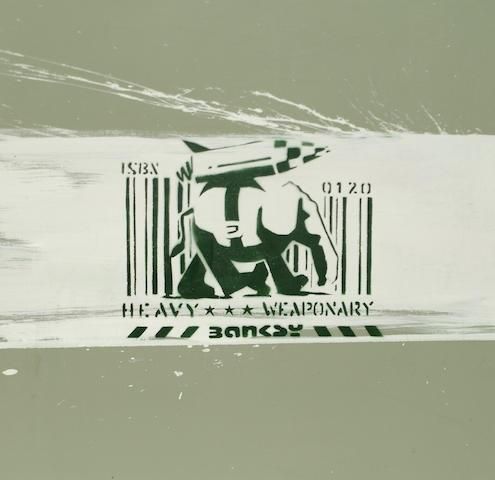 ISBN
0120
HEAVY ★ ★ ★ WEAPONARY
BANKSY